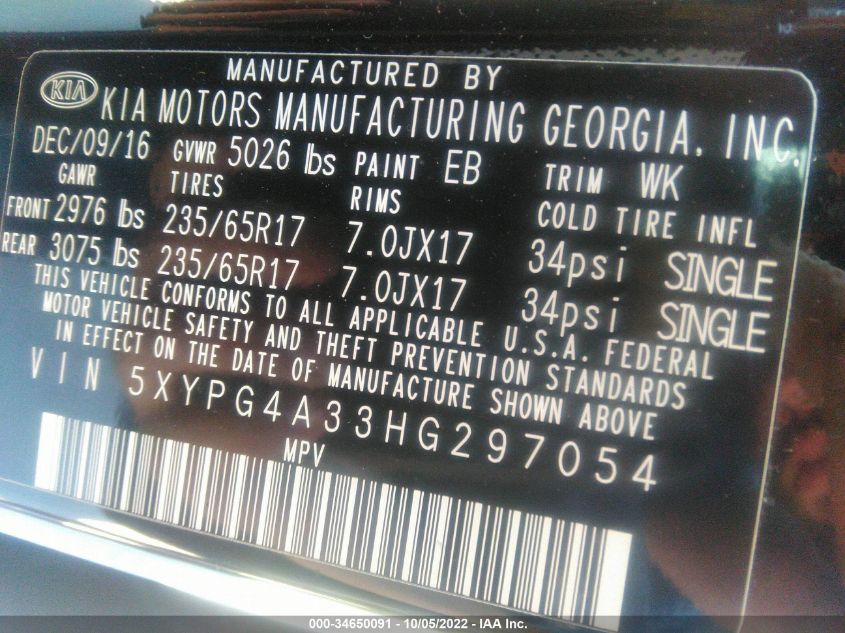 MANUFACTURED BY
KIA KIA MOTORS MANUFACTURING GEORGIA, INC.
DEC/09/16 GVWR 5026 lbs PAINT EB TRIM WK
GAWR TIRES RIMS COLD TIRE INFL
FRONT 2976 lbs 235/65R17 7.0JX17 34psi SINGLE
REAR 3075 lbs 235/65R17 7.0JX17 34psi SINGLE
THIS VEHICLE CONFORMS TO ALL APPLICABLE U.S.A. FEDERAL
MOTOR VEHICLE SAFETY AND THEFT PREVENTION STANDARDS
IN EFFECT ON THE DATE OF MANUFACTURE SHOWN ABOVE
VIN 5XYPG4A33HG297054
MPV
000-34650091 - 10/05/2022 - IAA Inc.